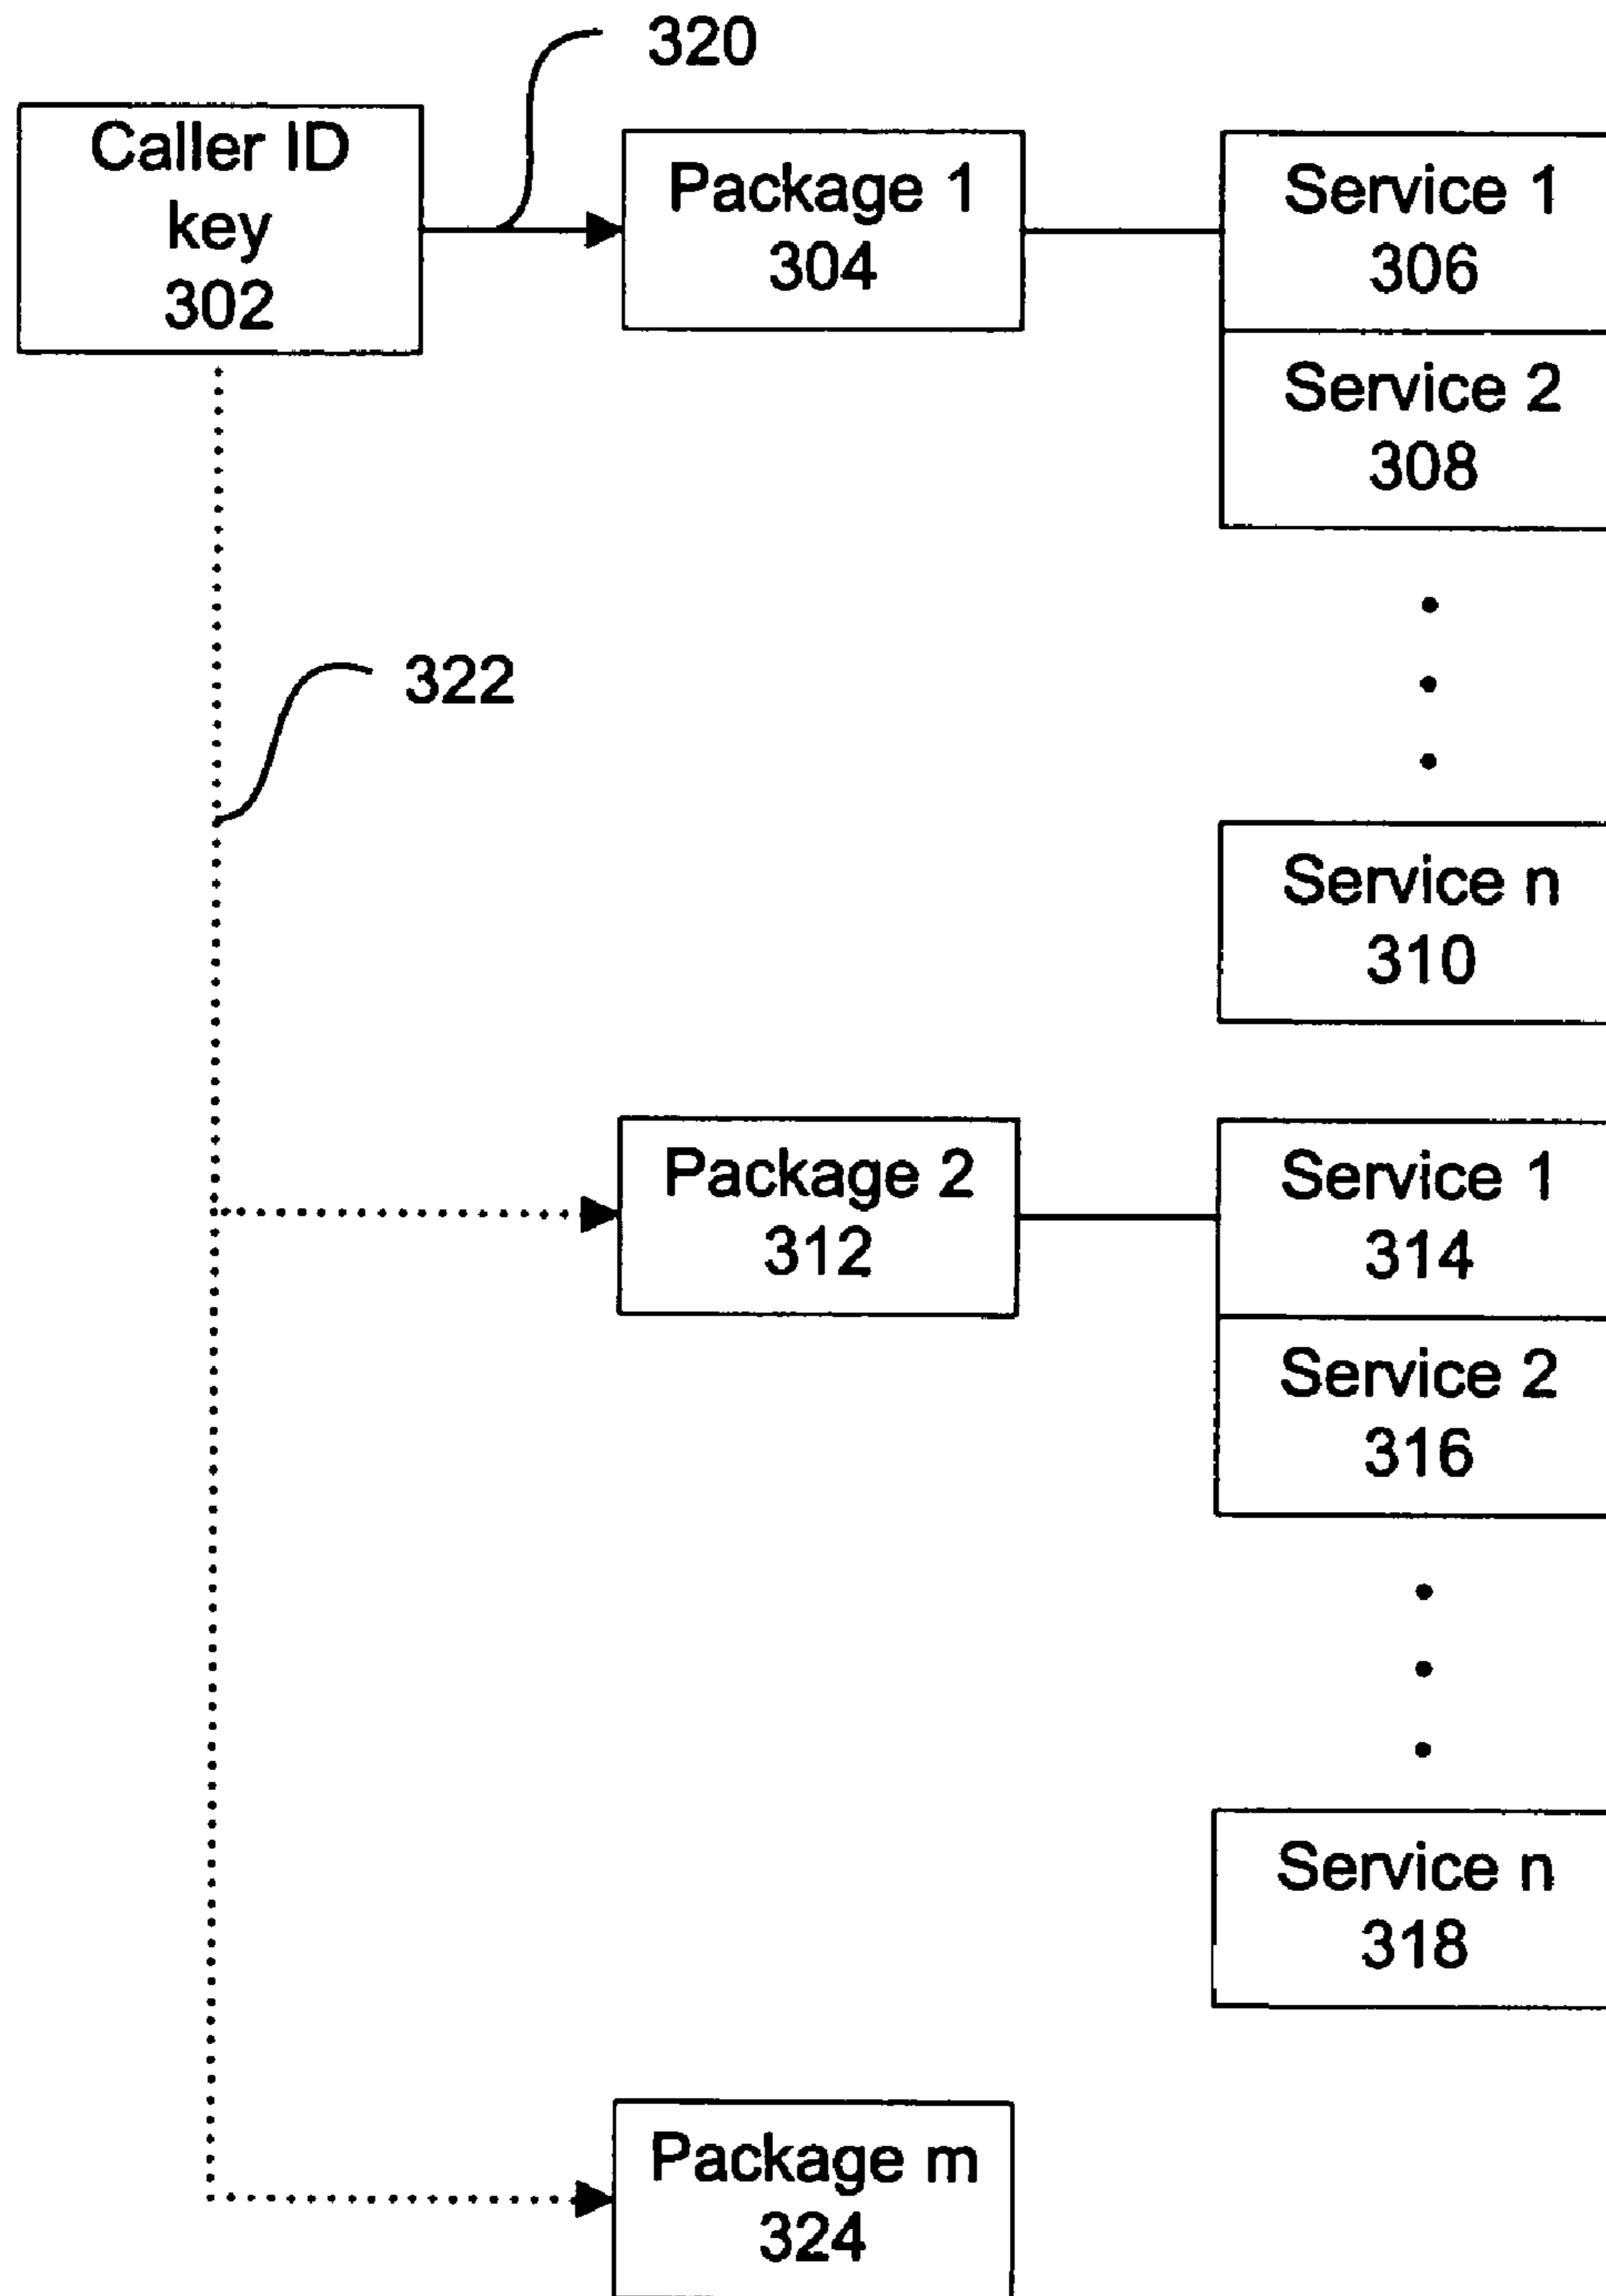 320
Caller ID
key
302
Package 1
304
Service 1
306
Service 2
308
322
Service n
310
Package 2
312
Service 1
314
Service 2
316
Service n
318
Package m
324